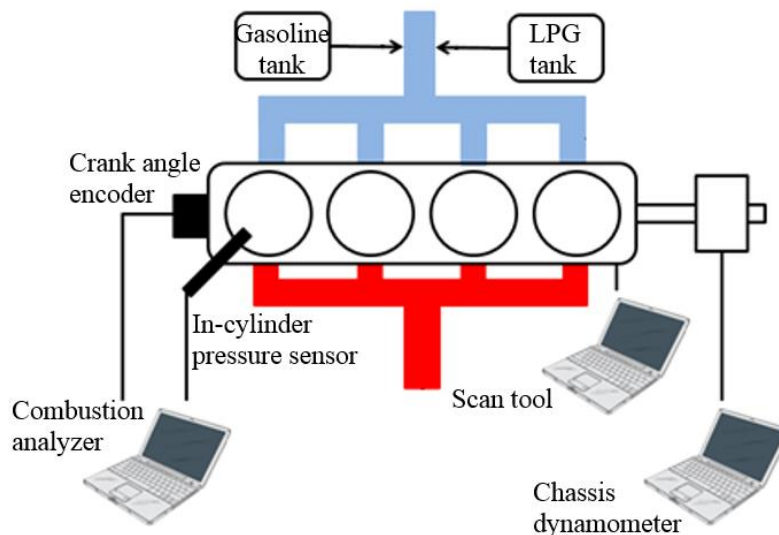 Gasoline
tank
LPG
tank
Crank angle
encoder
In-cylinder
pressure sensor
Scan tool
Combustion
analyzer
Chassis
dynamometer